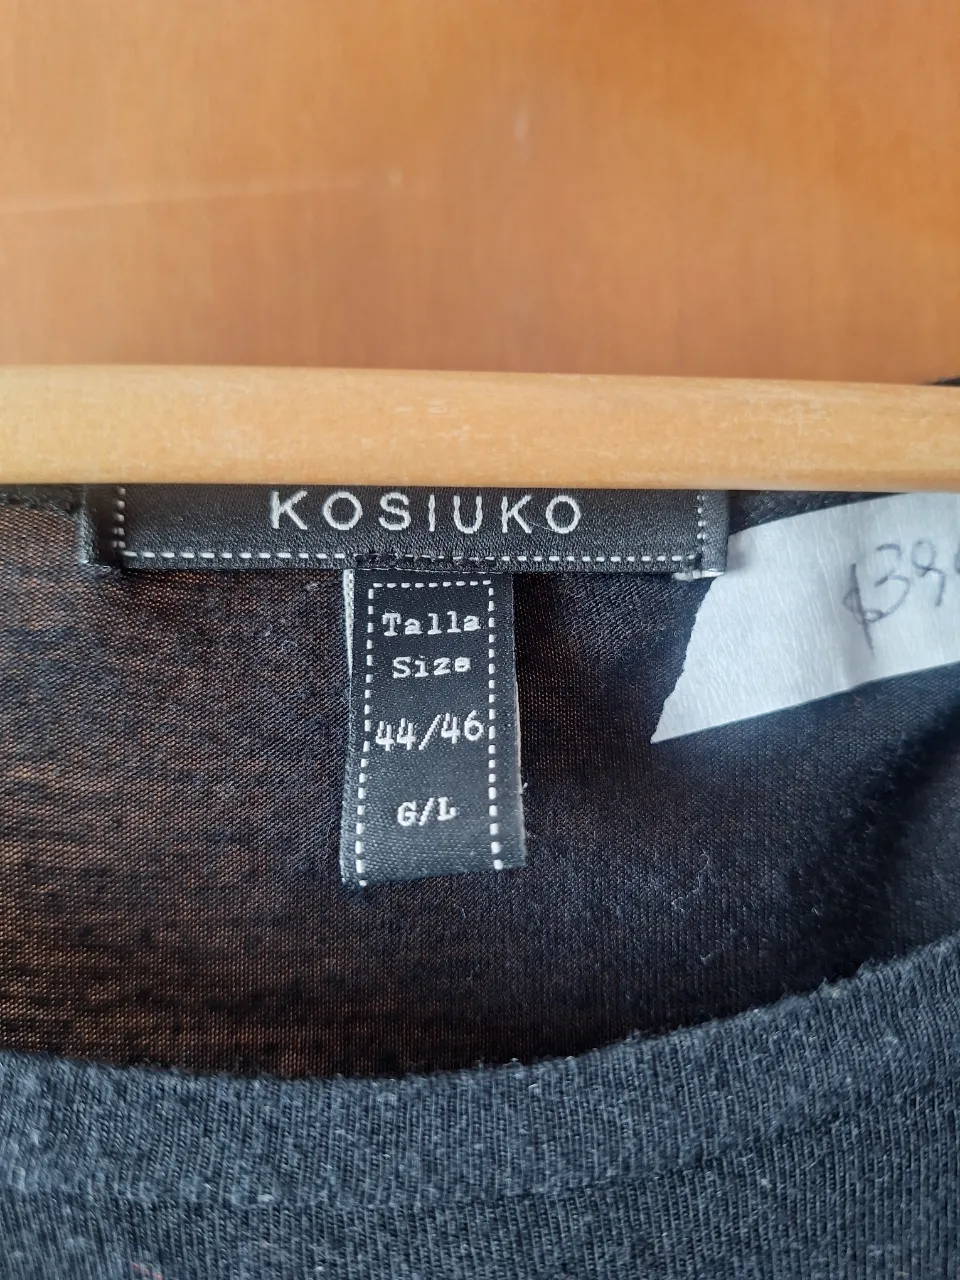 KOSIUKO
Talla
Size
44/46
G/L